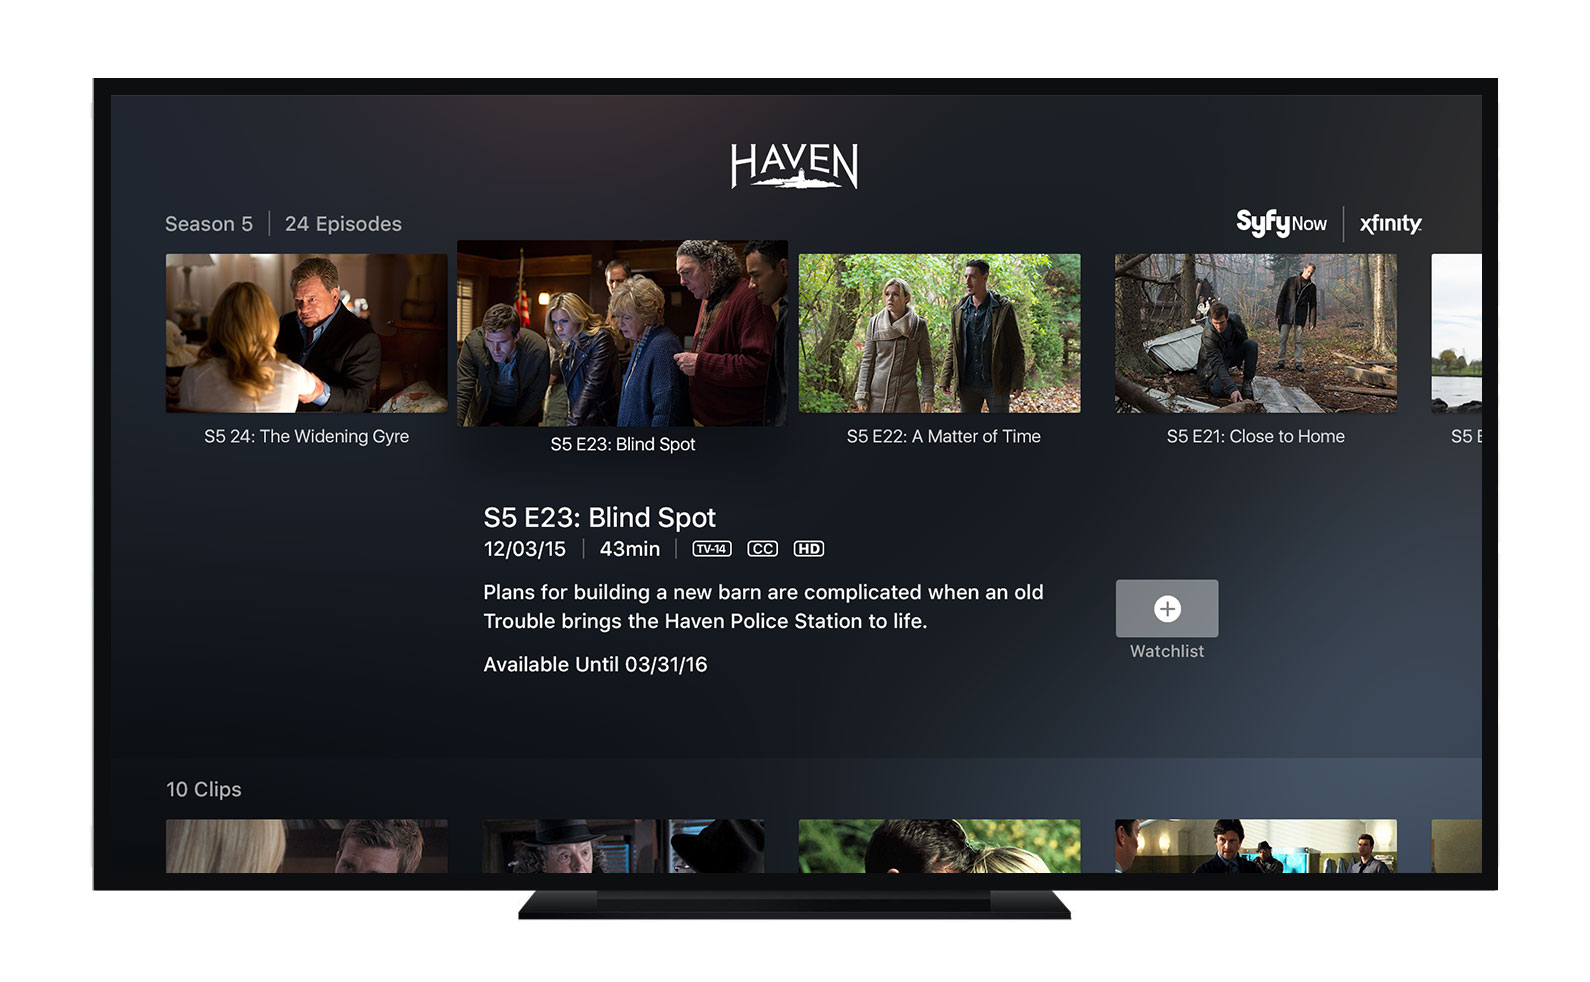 HAVEN
Season 5 | 24 Episodes
Syfy Now | xfinity
S5 24: The Widening Gyre
S5 E23: Blind Spot
S5 E22: A Matter of Time
S5 E21: Close to Home
S5 E
S5 E23: Blind Spot
12/03/15 | 43min | TV-14 CC HD
Plans for building a new barn are complicated when an old
Trouble brings the Haven Police Station to life.
Available Until 03/31/16
Watchlist
10 Clips